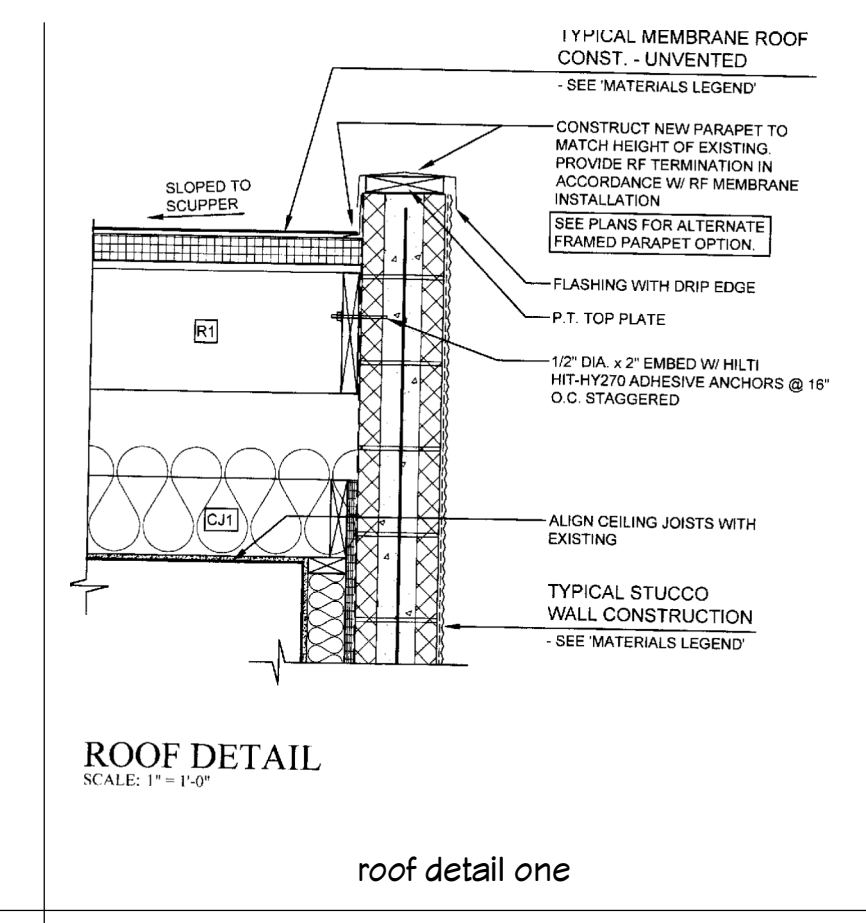 TYPICAL MEMBRANE ROOF
CONST. - UNVENTED
- SEE 'MATERIALS LEGEND'
CONSTRUCT NEW PARAPET TO
MATCH HEIGHT OF EXISTING.
PROVIDE RF TERMINATION IN
ACCORDANCE W/ RF MEMBRANE
INSTALLATION
SEE PLANS FOR ALTERNATE
FRAMED PARAPET OPTION.
SLOPED TO
SCUPPER
FLASHING WITH DRIP EDGE
P.T. TOP PLATE
R1
1/2" DIA. x 2" EMBED W/ HILTI
HIT-HY270 ADHESIVE ANCHORS @ 16"
O.C. STAGGERED
CJ1
ALIGN CEILING JOISTS WITH
EXISTING
TYPICAL STUCCO
WALL CONSTRUCTION
- SEE 'MATERIALS LEGEND'
ROOF DETAIL
SCALE: 1" = 1'-0"
roof detail one